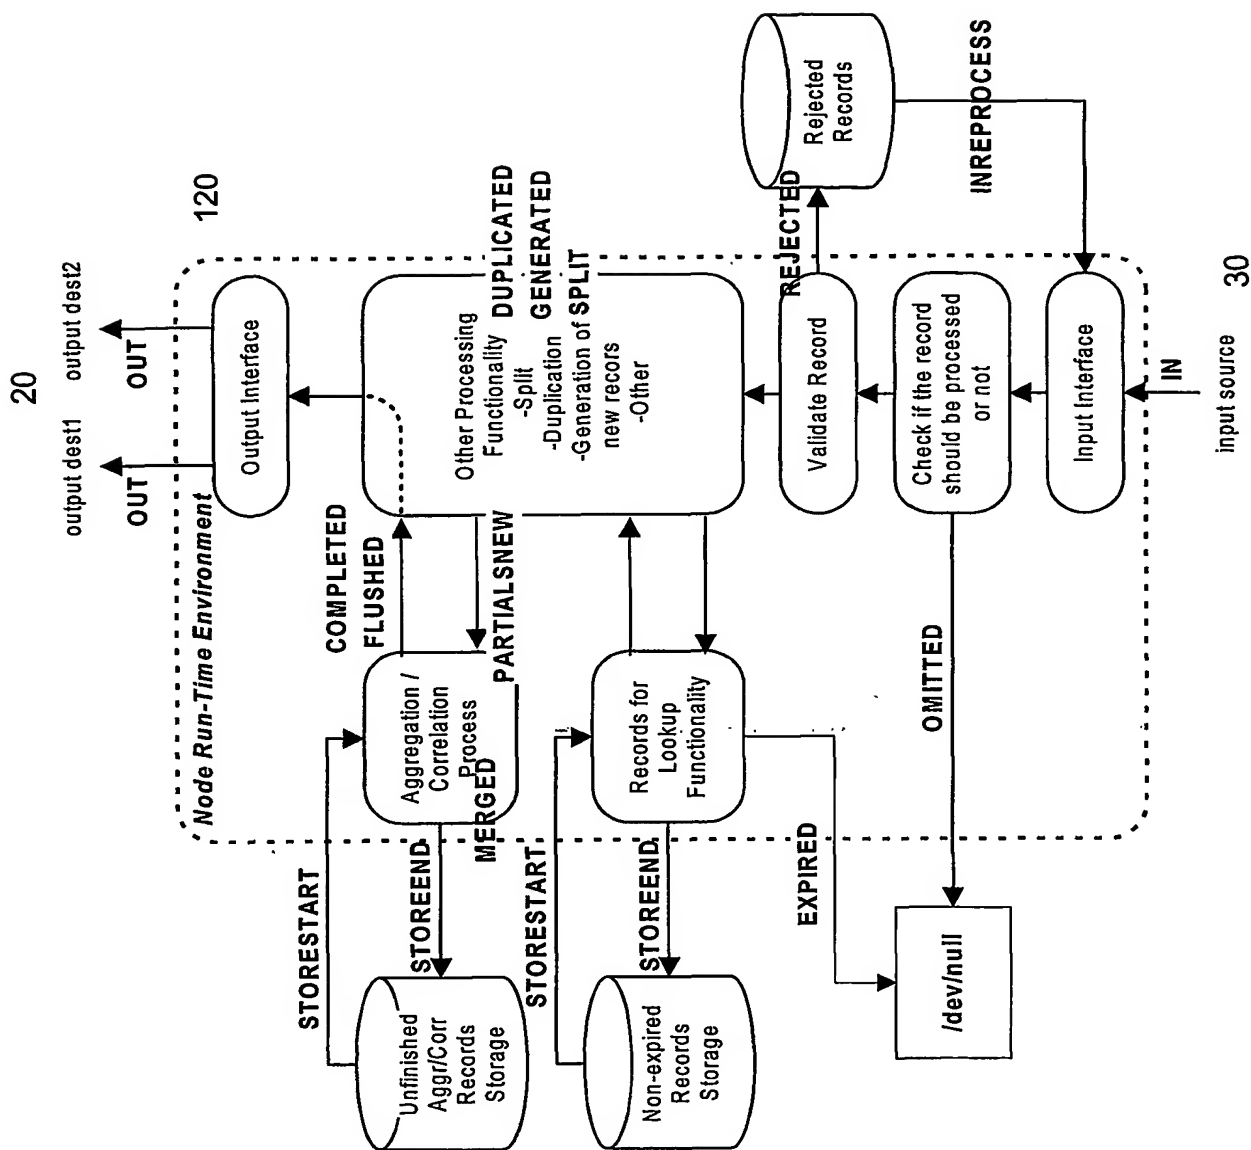 20
120
30
output dest1
output dest2
OUT
OUT
Node Run-Time Environment
Output Interface
COMPLETED
FLUSHED
PARTIALSNEW
Other Processing
Functionality
-Split
-Duplication
-Generation of
new recors
-Other
DUPLICATED
GENERATED
SPLIT
STORESTART
STOREEND
Unfinished
Aggr/Corr
Records
Storage
Aggregation /
Correlation
Process
MERGED
STORESTART
STOREEND
Non-expired
Records
Storage
Records for
Lookup
Functionality
EXPIRED
OMITTED
/dev/null
Validate Record
REJECTED
Rejected
Records
INREPROCESS
Check if the record
should be processed
or not
Input Interface
IN
input source